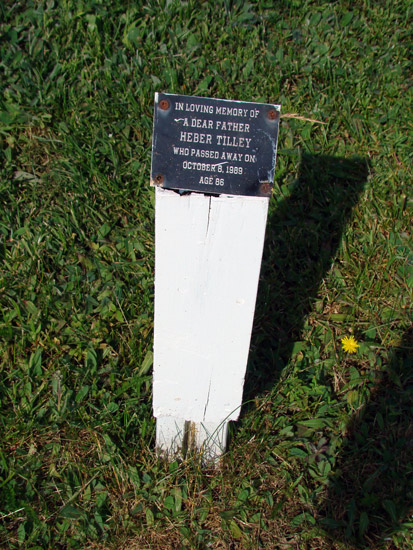 IN LOVING MEMORY OF
A DEAR FATHER
HEBER TILLEY
WHO PASSED AWAY ON
OCTOBER 8, 1989
AGE 86